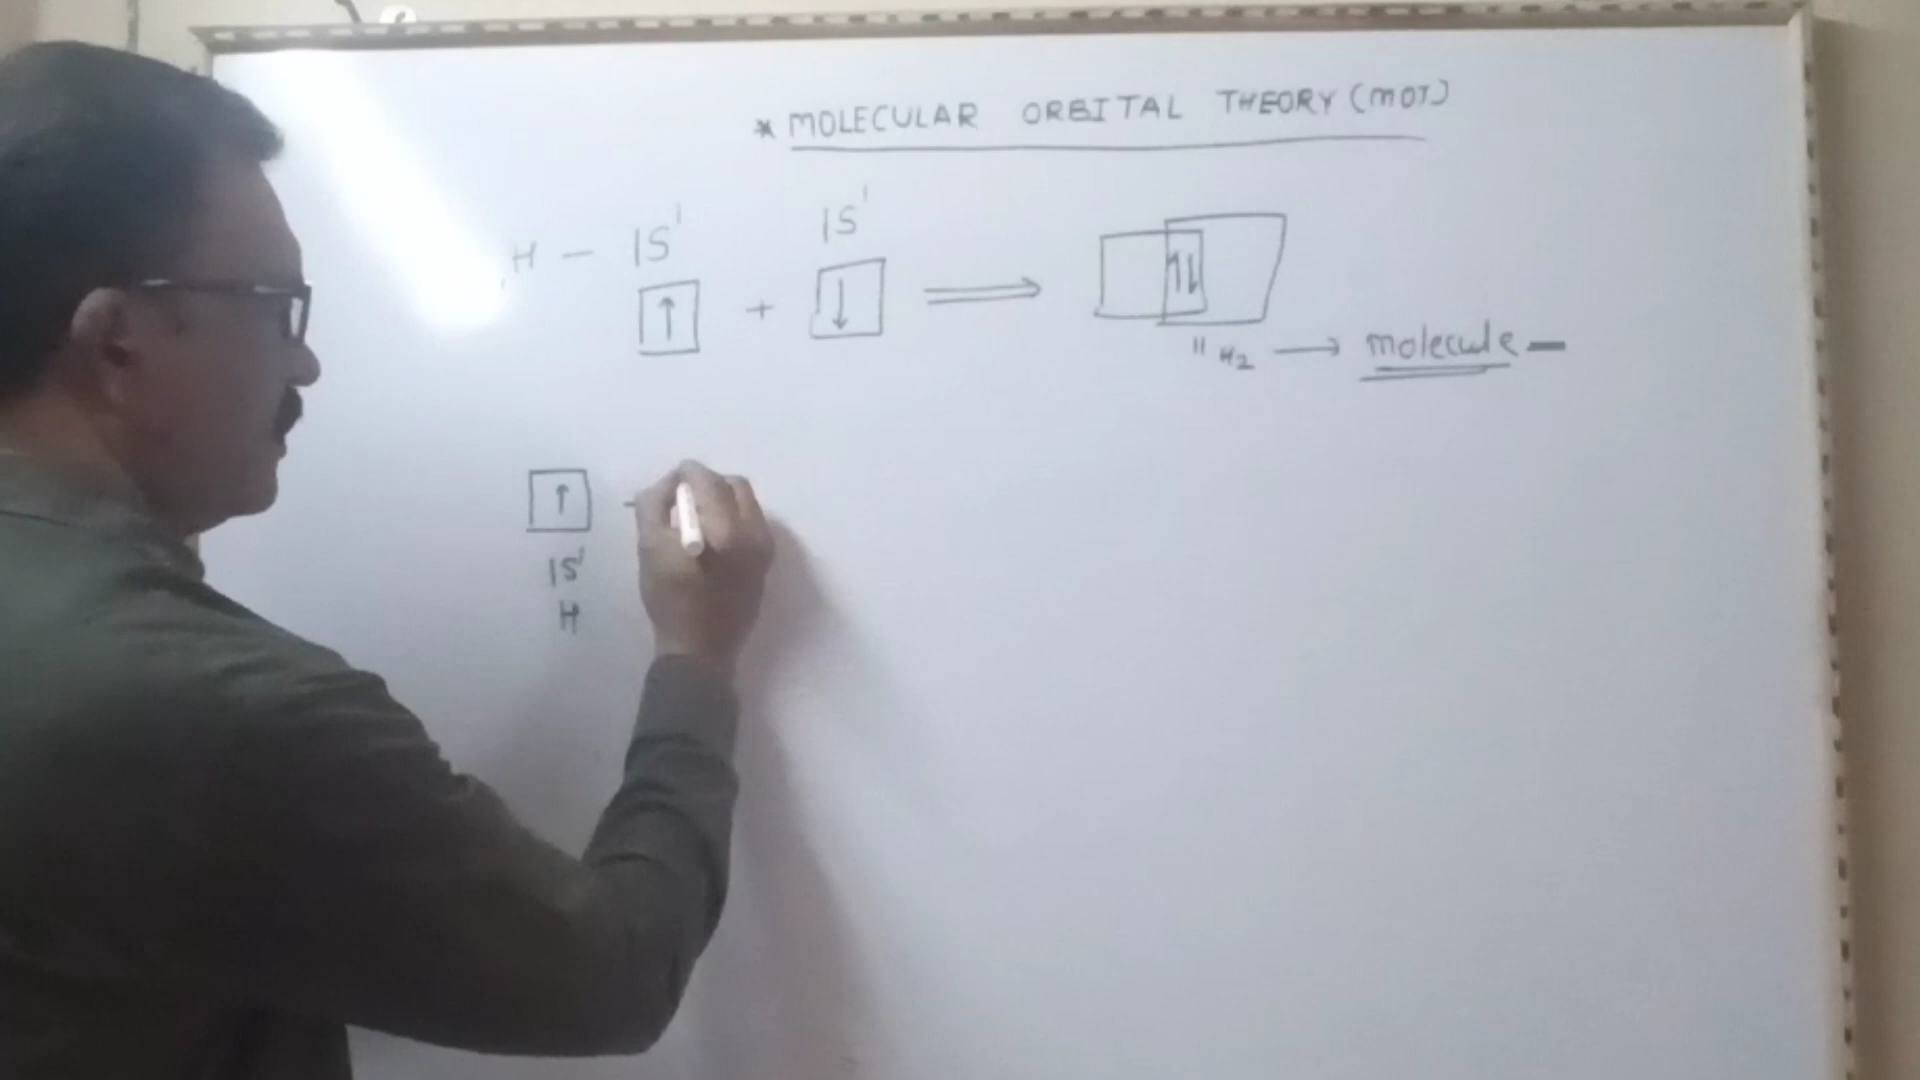 * MOLECULAR ORBITAL THEORY (MOT)
H - 1S¹ 1S¹
↑ + ↓ ⟹ ↑↓
" H₂ → molecule -
↑ -
1S¹
H